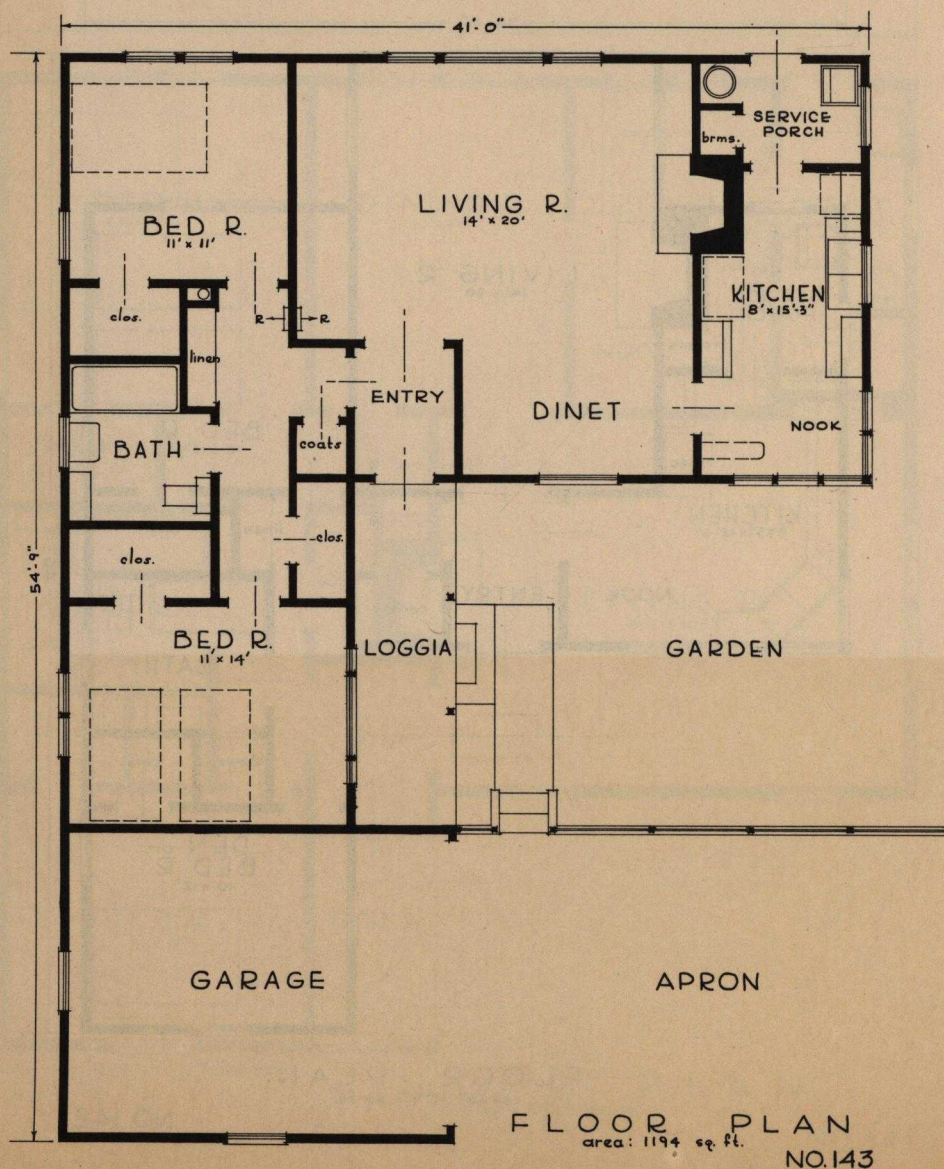 41'-0"
SERVICE
PORCH
brms.
LIVING R.
14' x 20'
BED R.
11' x 11'
KITCHEN
8' x 15'-3"
clos.
R R
linen
ENTRY
DINET
NOOK
coats
BATH
clos.
clos.
54'-9"
BED R.
11' x 14'
LOGGIA
GARDEN
GARAGE
APRON
FLOOR PLAN
area: 1194 sq. ft.
NO. 143